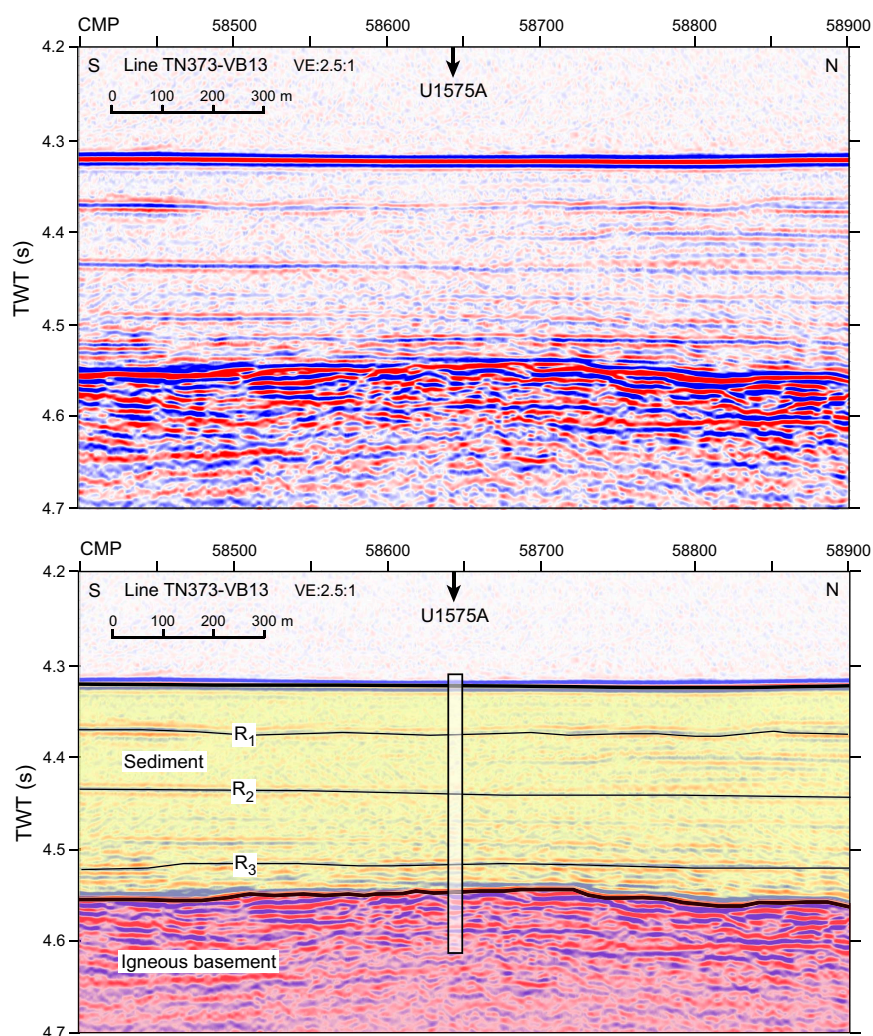 CMP 58500 58600 58700 58800 58900
4.2
S Line TN373-VB13 VE:2.5:1 N
0 100 200 300 m
U1575A
4.3
4.4
TWT (s)
4.5
4.6
4.7
CMP 58500 58600 58700 58800 58900
4.2
S Line TN373-VB13 VE:2.5:1 N
0 100 200 300 m
U1575A
4.3
R1
Sediment
4.4
R2
TWT (s)
4.5
R3
4.6
Igneous basement
4.7